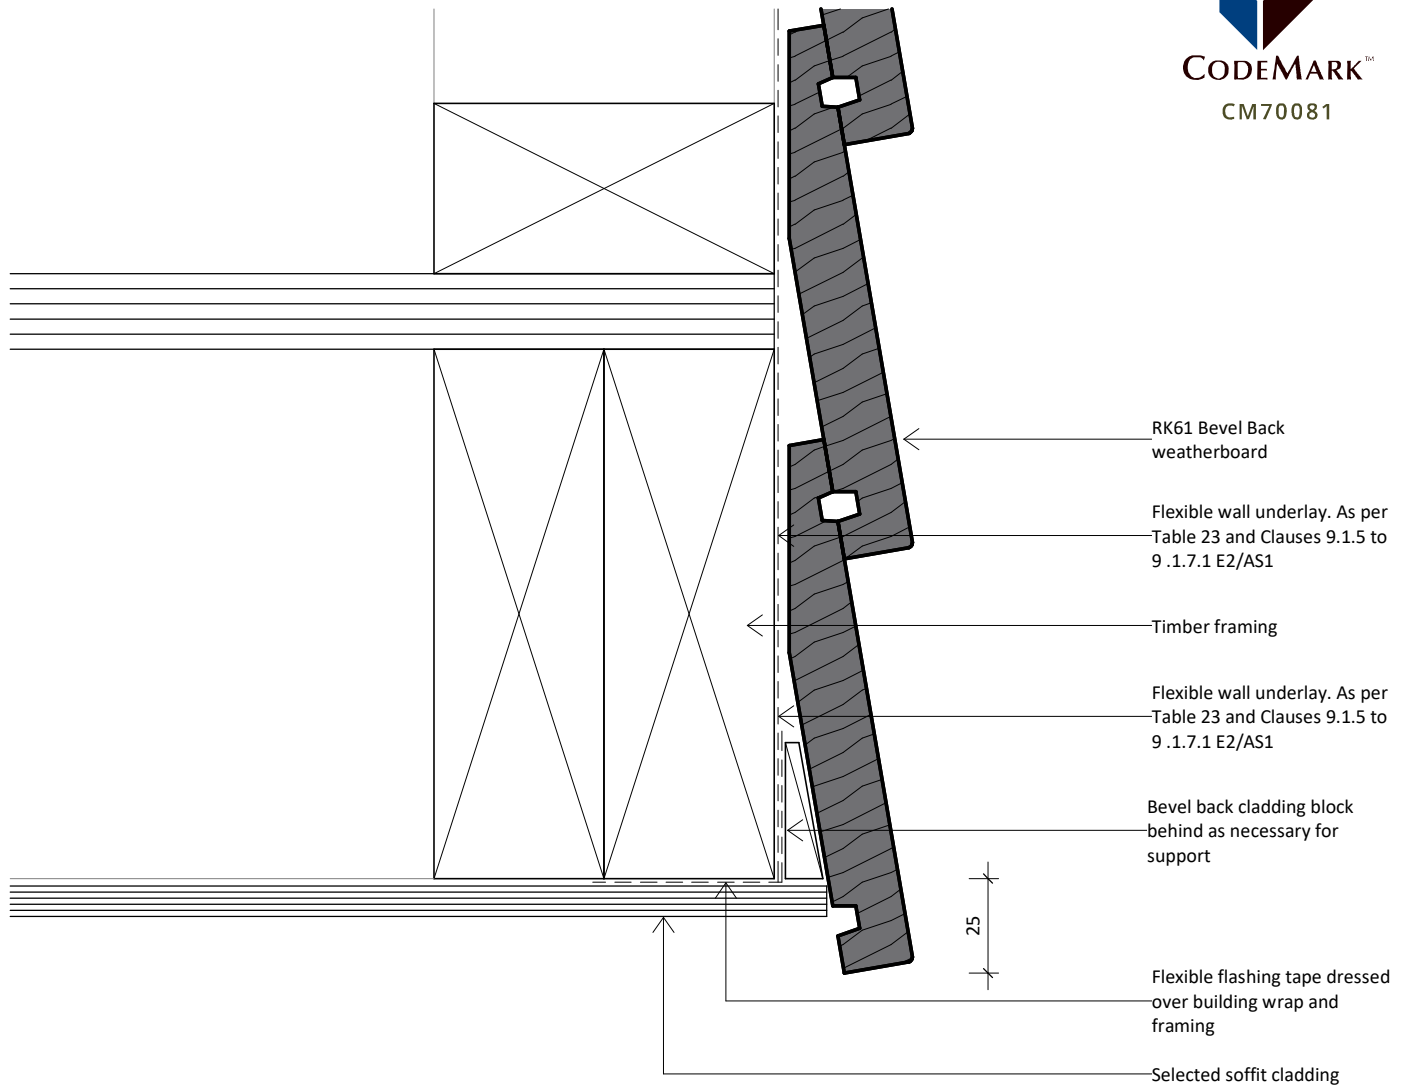 CODEMARK™
CM70081
RK61 Bevel Back
weatherboard
Flexible wall underlay. As per
Table 23 and Clauses 9.1.5 to
9 .1.7.1 E2/AS1
Timber framing
Flexible wall underlay. As per
Table 23 and Clauses 9.1.5 to
9 .1.7.1 E2/AS1
Bevel back cladding block
behind as necessary for
support
25
Flexible flashing tape dressed
over building wrap and
framing
Selected soffit cladding